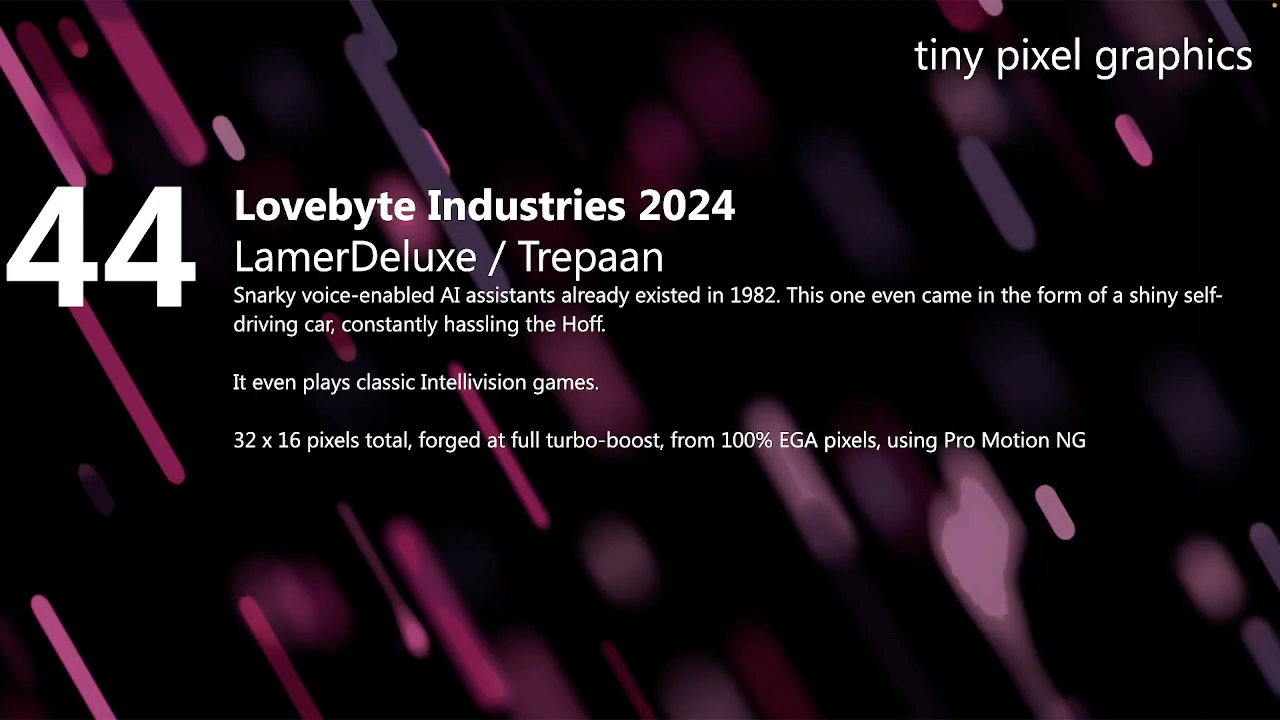 tiny pixel graphics
44
Lovebyte Industries 2024
LamerDeluxe / Trepaan
Snarky voice-enabled AI assistants already existed in 1982. This one even came in the form of a shiny self-
driving car, constantly hassling the Hoff.
It even plays classic Intellivision games.
32 x 16 pixels total, forged at full turbo-boost, from 100% EGA pixels, using Pro Motion NG